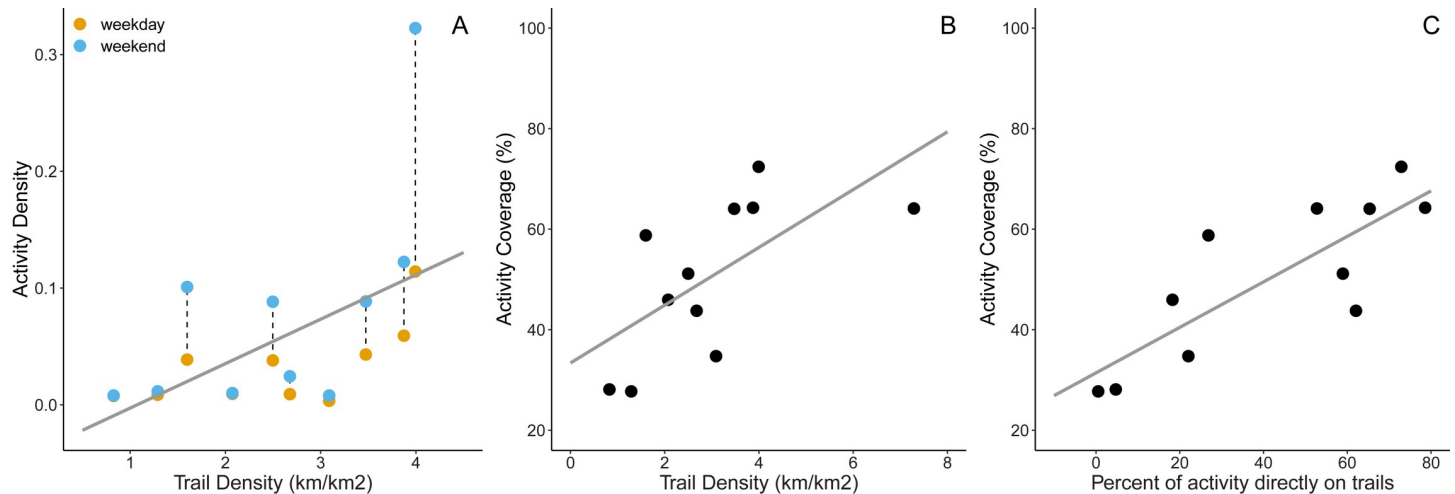 weekday
weekend
A
0.3
0.2
0.1
0.0
Activity Density
1 2 3 4
Trail Density (km/km2)
B
100
80
60
40
20
Activity Coverage (%)
0 2 4 6 8
Trail Density (km/km2)
C
100
80
60
40
20
Activity Coverage (%)
0 20 40 60 80
Percent of activity directly on trails